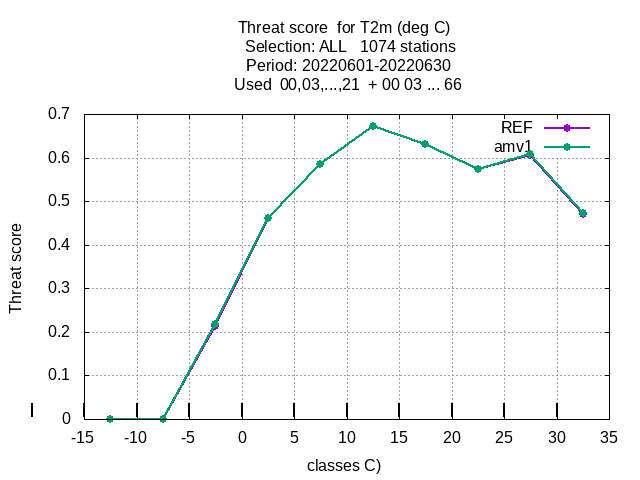 Threat score  for T2m (deg C)
Selection: ALL   1074 stations
Period: 20220601-20220630
Used  00,03,...,21  + 00 03 ... 66
REF
amv1
0.7
0.6
0.5
0.4
0.3
0.2
0.1
0
Threat score
-15 -10 -5 0 5 10 15 20 25 30 35
classes C)